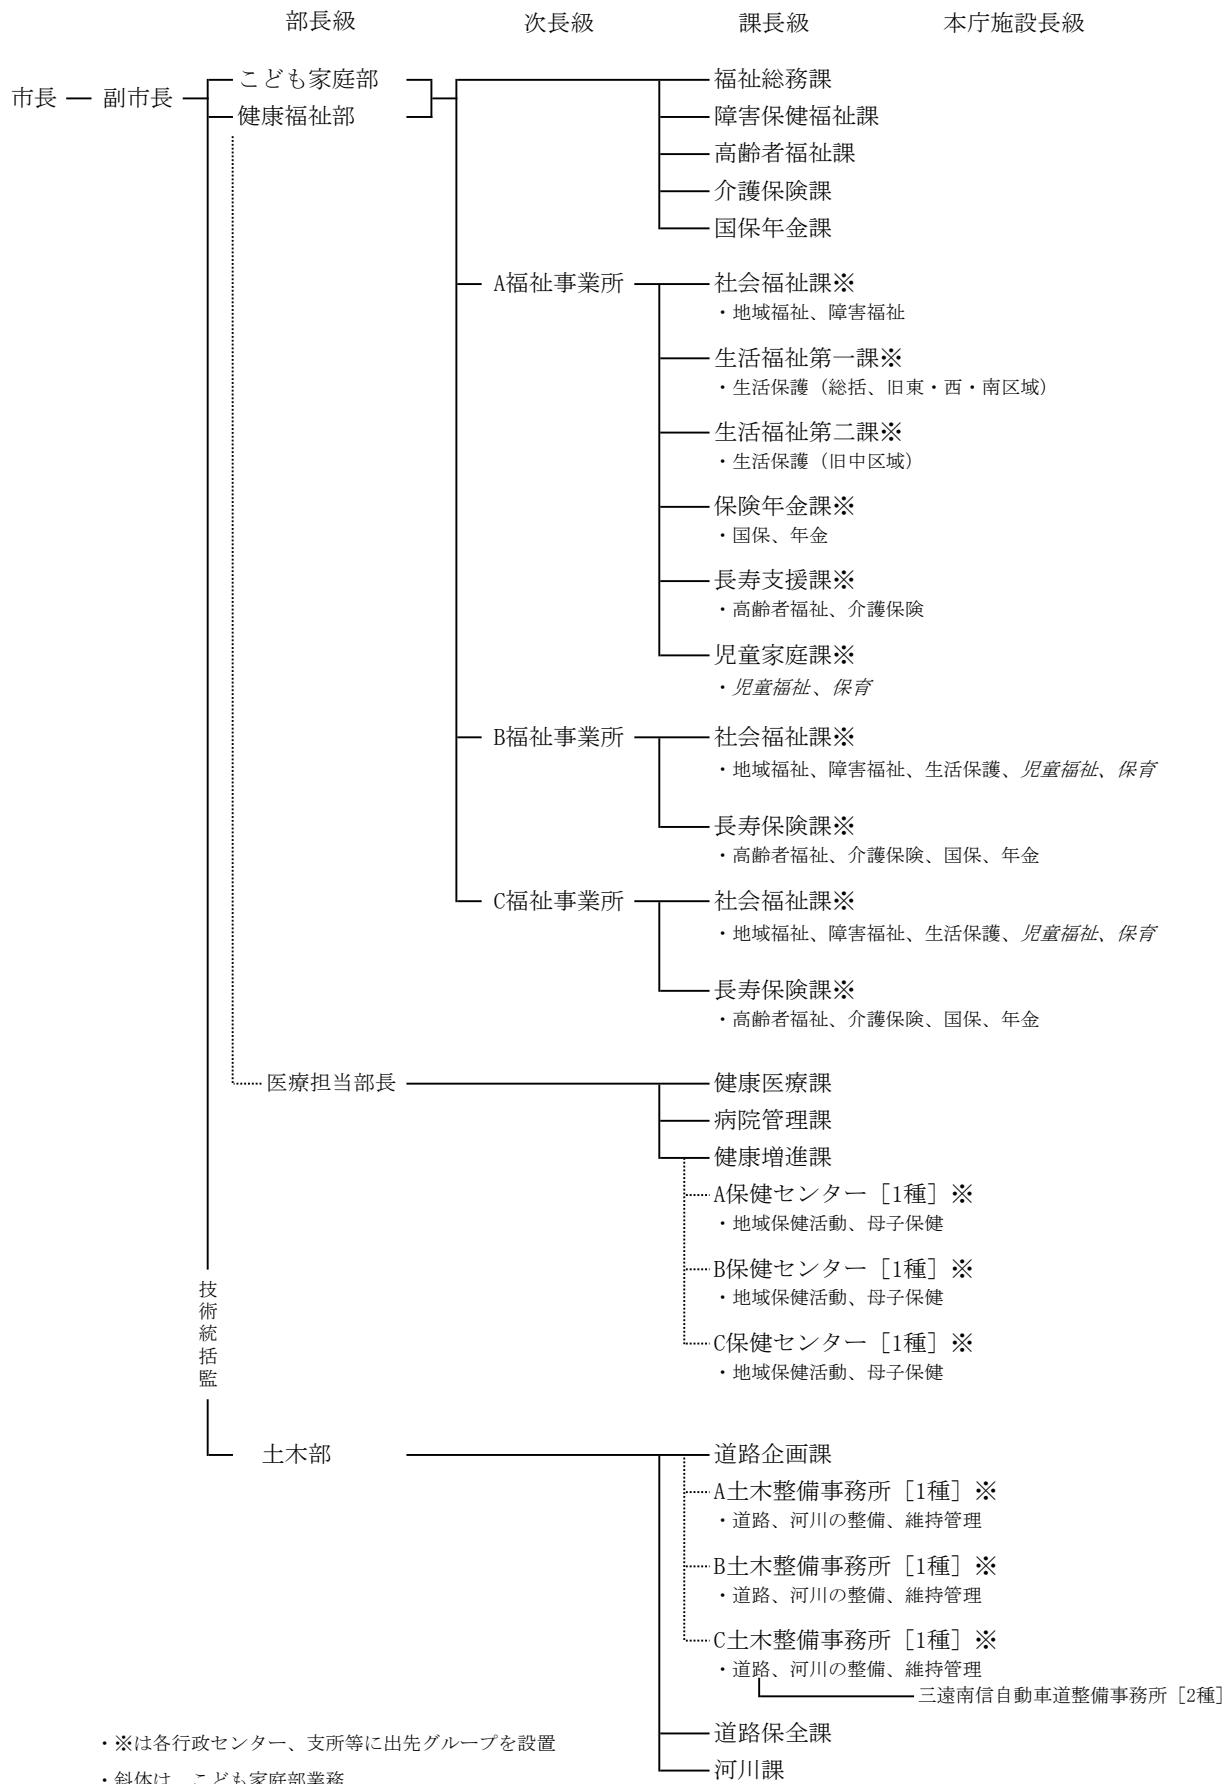 部長級 次長級 課長級 本庁施設長級
市長 副市長
こども家庭部
健康福祉部
福祉総務課
障害保健福祉課
高齢者福祉課
介護保険課
国保年金課
A福祉事業所
社会福祉課※
・地域福祉、障害福祉
生活福祉第一課※
・生活保護（総括、旧東・西・南区域）
生活福祉第二課※
・生活保護（旧中区域）
保険年金課※
・国保、年金
長寿支援課※
・高齢者福祉、介護保険
児童家庭課※
・児童福祉、保育
B福祉事業所
社会福祉課※
・地域福祉、障害福祉、生活保護、児童福祉、保育
長寿保険課※
・高齢者福祉、介護保険、国保、年金
C福祉事業所
社会福祉課※
・地域福祉、障害福祉、生活保護、児童福祉、保育
長寿保険課※
・高齢者福祉、介護保険、国保、年金
医療担当部長
健康医療課
病院管理課
健康増進課
A保健センター［1種］※
・地域保健活動、母子保健
B保健センター［1種］※
・地域保健活動、母子保健
C保健センター［1種］※
・地域保健活動、母子保健
技術統括監
土木部
道路企画課
A土木整備事務所［1種］※
・道路、河川の整備、維持管理
B土木整備事務所［1種］※
・道路、河川の整備、維持管理
C土木整備事務所［1種］※
・道路、河川の整備、維持管理
三遠南信自動車道整備事務所［2種］
道路保全課
河川課
・※は各行政センター、支所等に出先グループを設置
・斜体は、こども家庭部業務